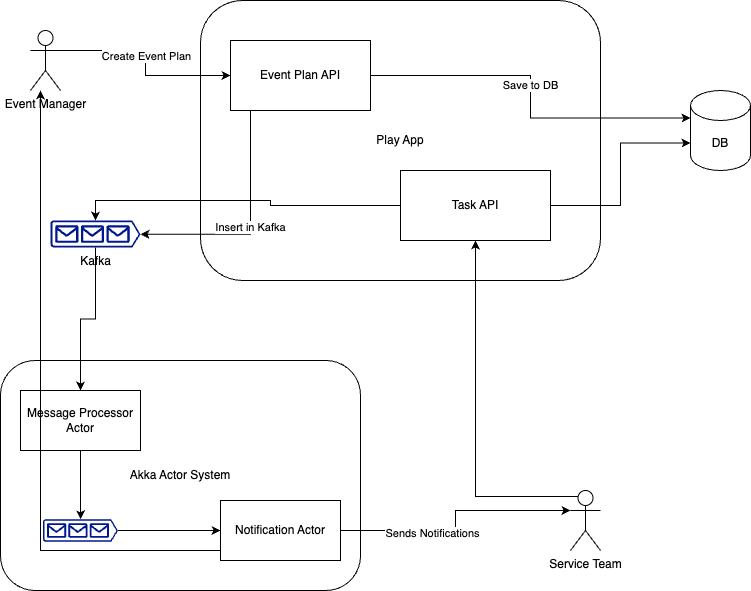 Create Event Plan
Event Manager
Event Plan API
Save to DB
Play App
DB
Task API
Insert in Kafka
Kafka
Message Processor
Actor
Akka Actor System
Notification Actor
Sends Notifications
Service Team